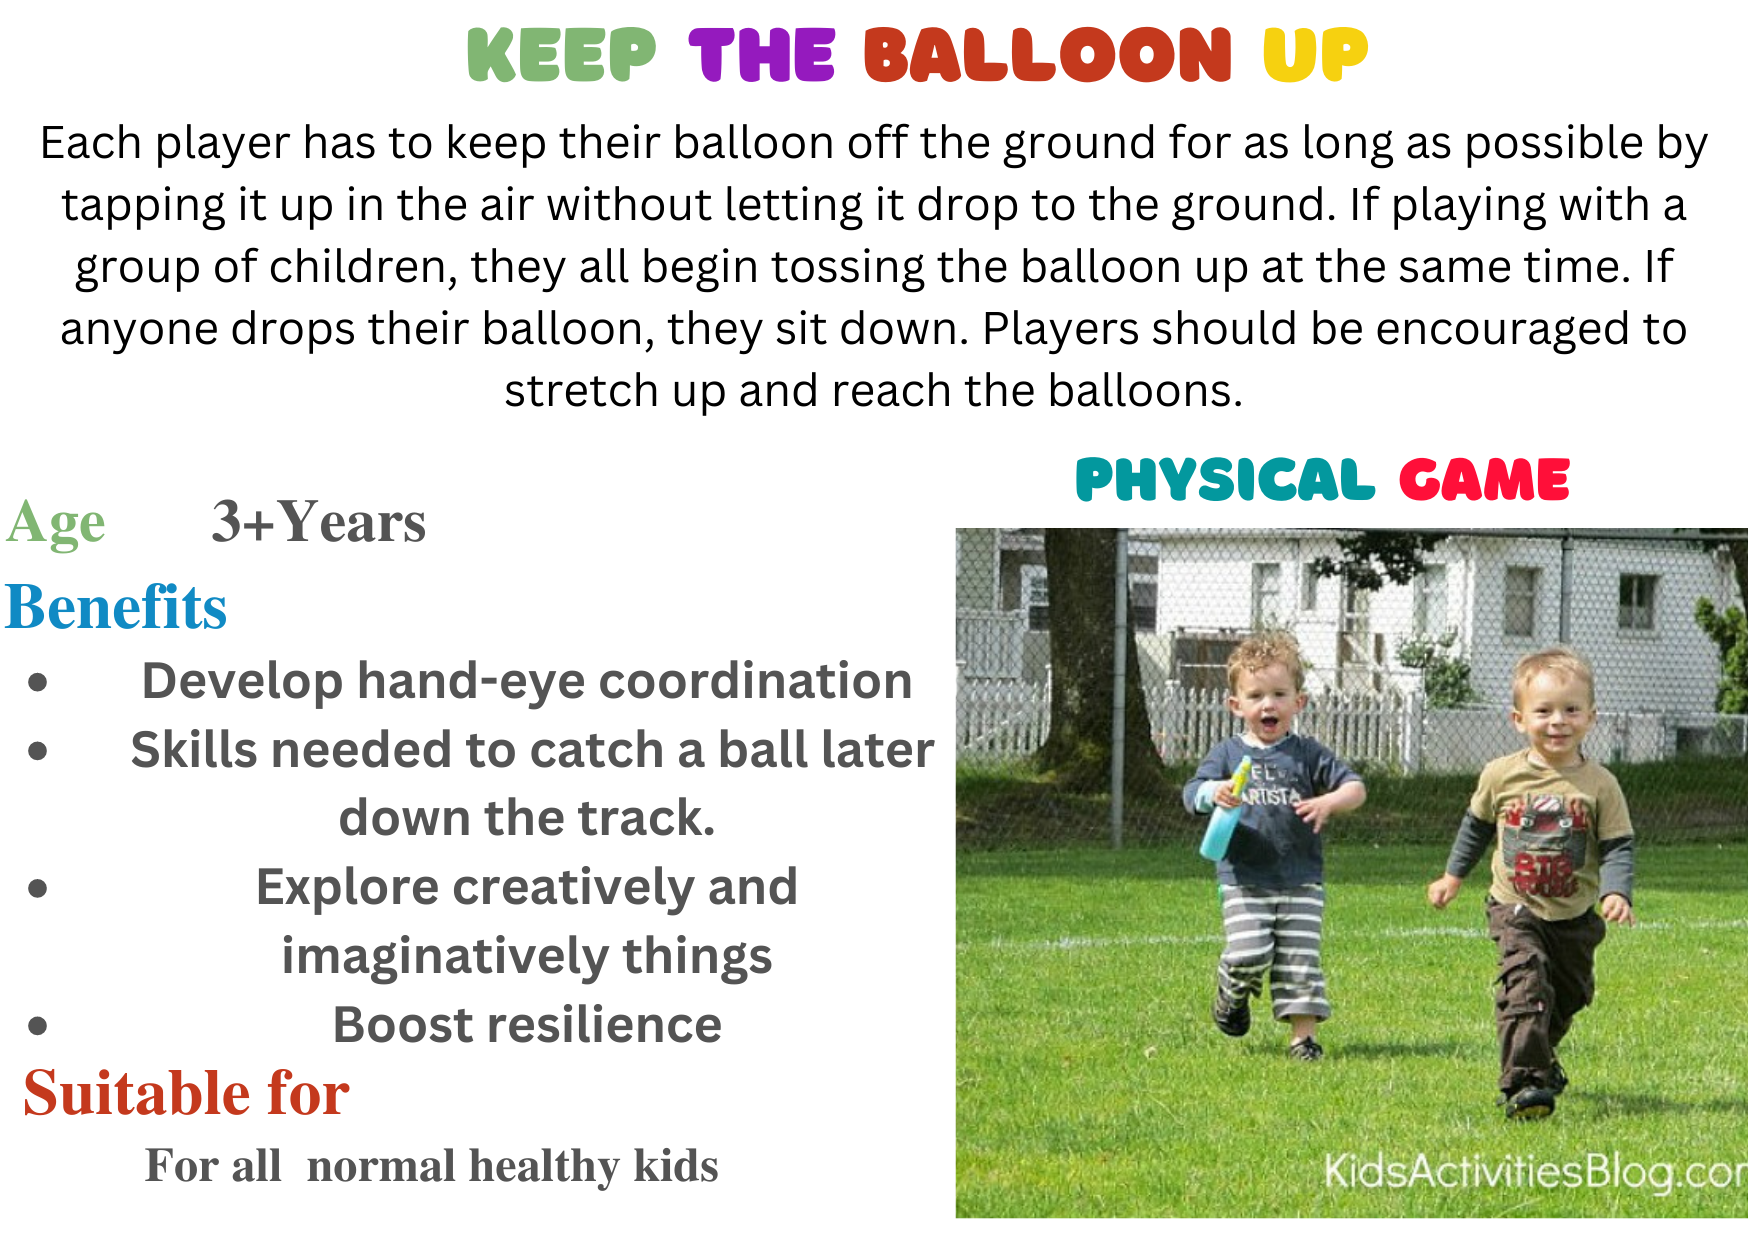 KEEP THE BALLOON UP
Each player has to keep their balloon off the ground for as long as possible by
tapping it up in the air without letting it drop to the ground. If playing with a
group of children, they all begin tossing the balloon up at the same time. If
anyone drops their balloon, they sit down. Players should be encouraged to
stretch up and reach the balloons.
PHYSICAL GAME
Age 3+Years
Benefits
• Develop hand-eye coordination
• Skills needed to catch a ball later
down the track.
• Explore creatively and
imaginatively things
• Boost resilience
Suitable for
For all normal healthy kids
ARTISTA
BIG
KidsActivitiesBlog.com